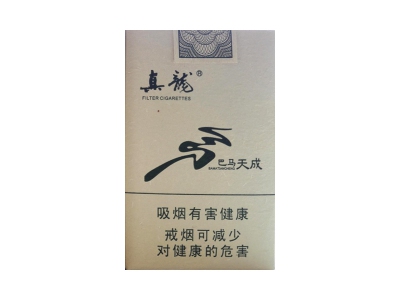 真龍®
FILTER CIGARETTES
巴马天成
BAMATIANCHENG
吸烟有害健康
戒烟可减少
对健康的危害